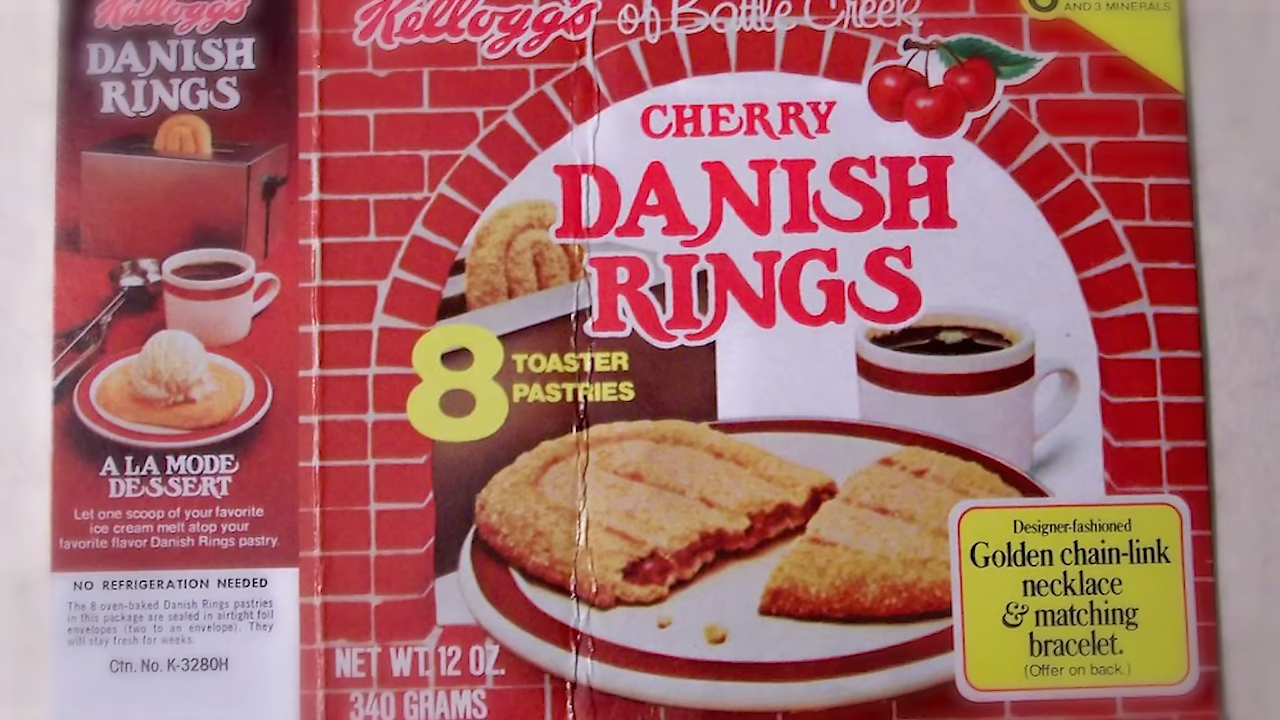 Kellogg's
DANISH
RINGS
A LA MODE
DESSERT
Let one scoop of your favorite
ice cream melt atop your
favorite flavor Danish Rings pastry.
NO REFRIGERATION NEEDED
The 8 oven-baked Danish Rings pastries
in this package are sealed in airtight foil
envelopes (two to an envelope). They
will stay fresh for weeks.
Ctn. No. K-3280H
Kellogg's of Battle Creek
AND 3 MINERALS
CHERRY
DANISH
RINGS
8 TOASTER
PASTRIES
NET WT. 12 OZ.
340 GRAMS
Designer-fashioned
Golden chain-link
necklace
& matching
bracelet.
(Offer on back.)